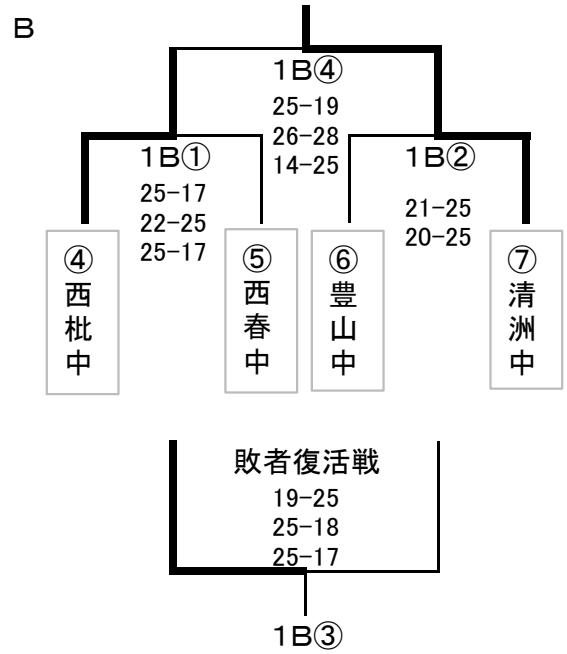 B
1B④
25-19
26-28
14-25
1B①
25-17
22-25
25-17
1B②
21-25
20-25
④西枇中
⑤西春中
⑥豊山中
⑦清洲中
敗者復活戦
19-25
25-18
25-17
1B③